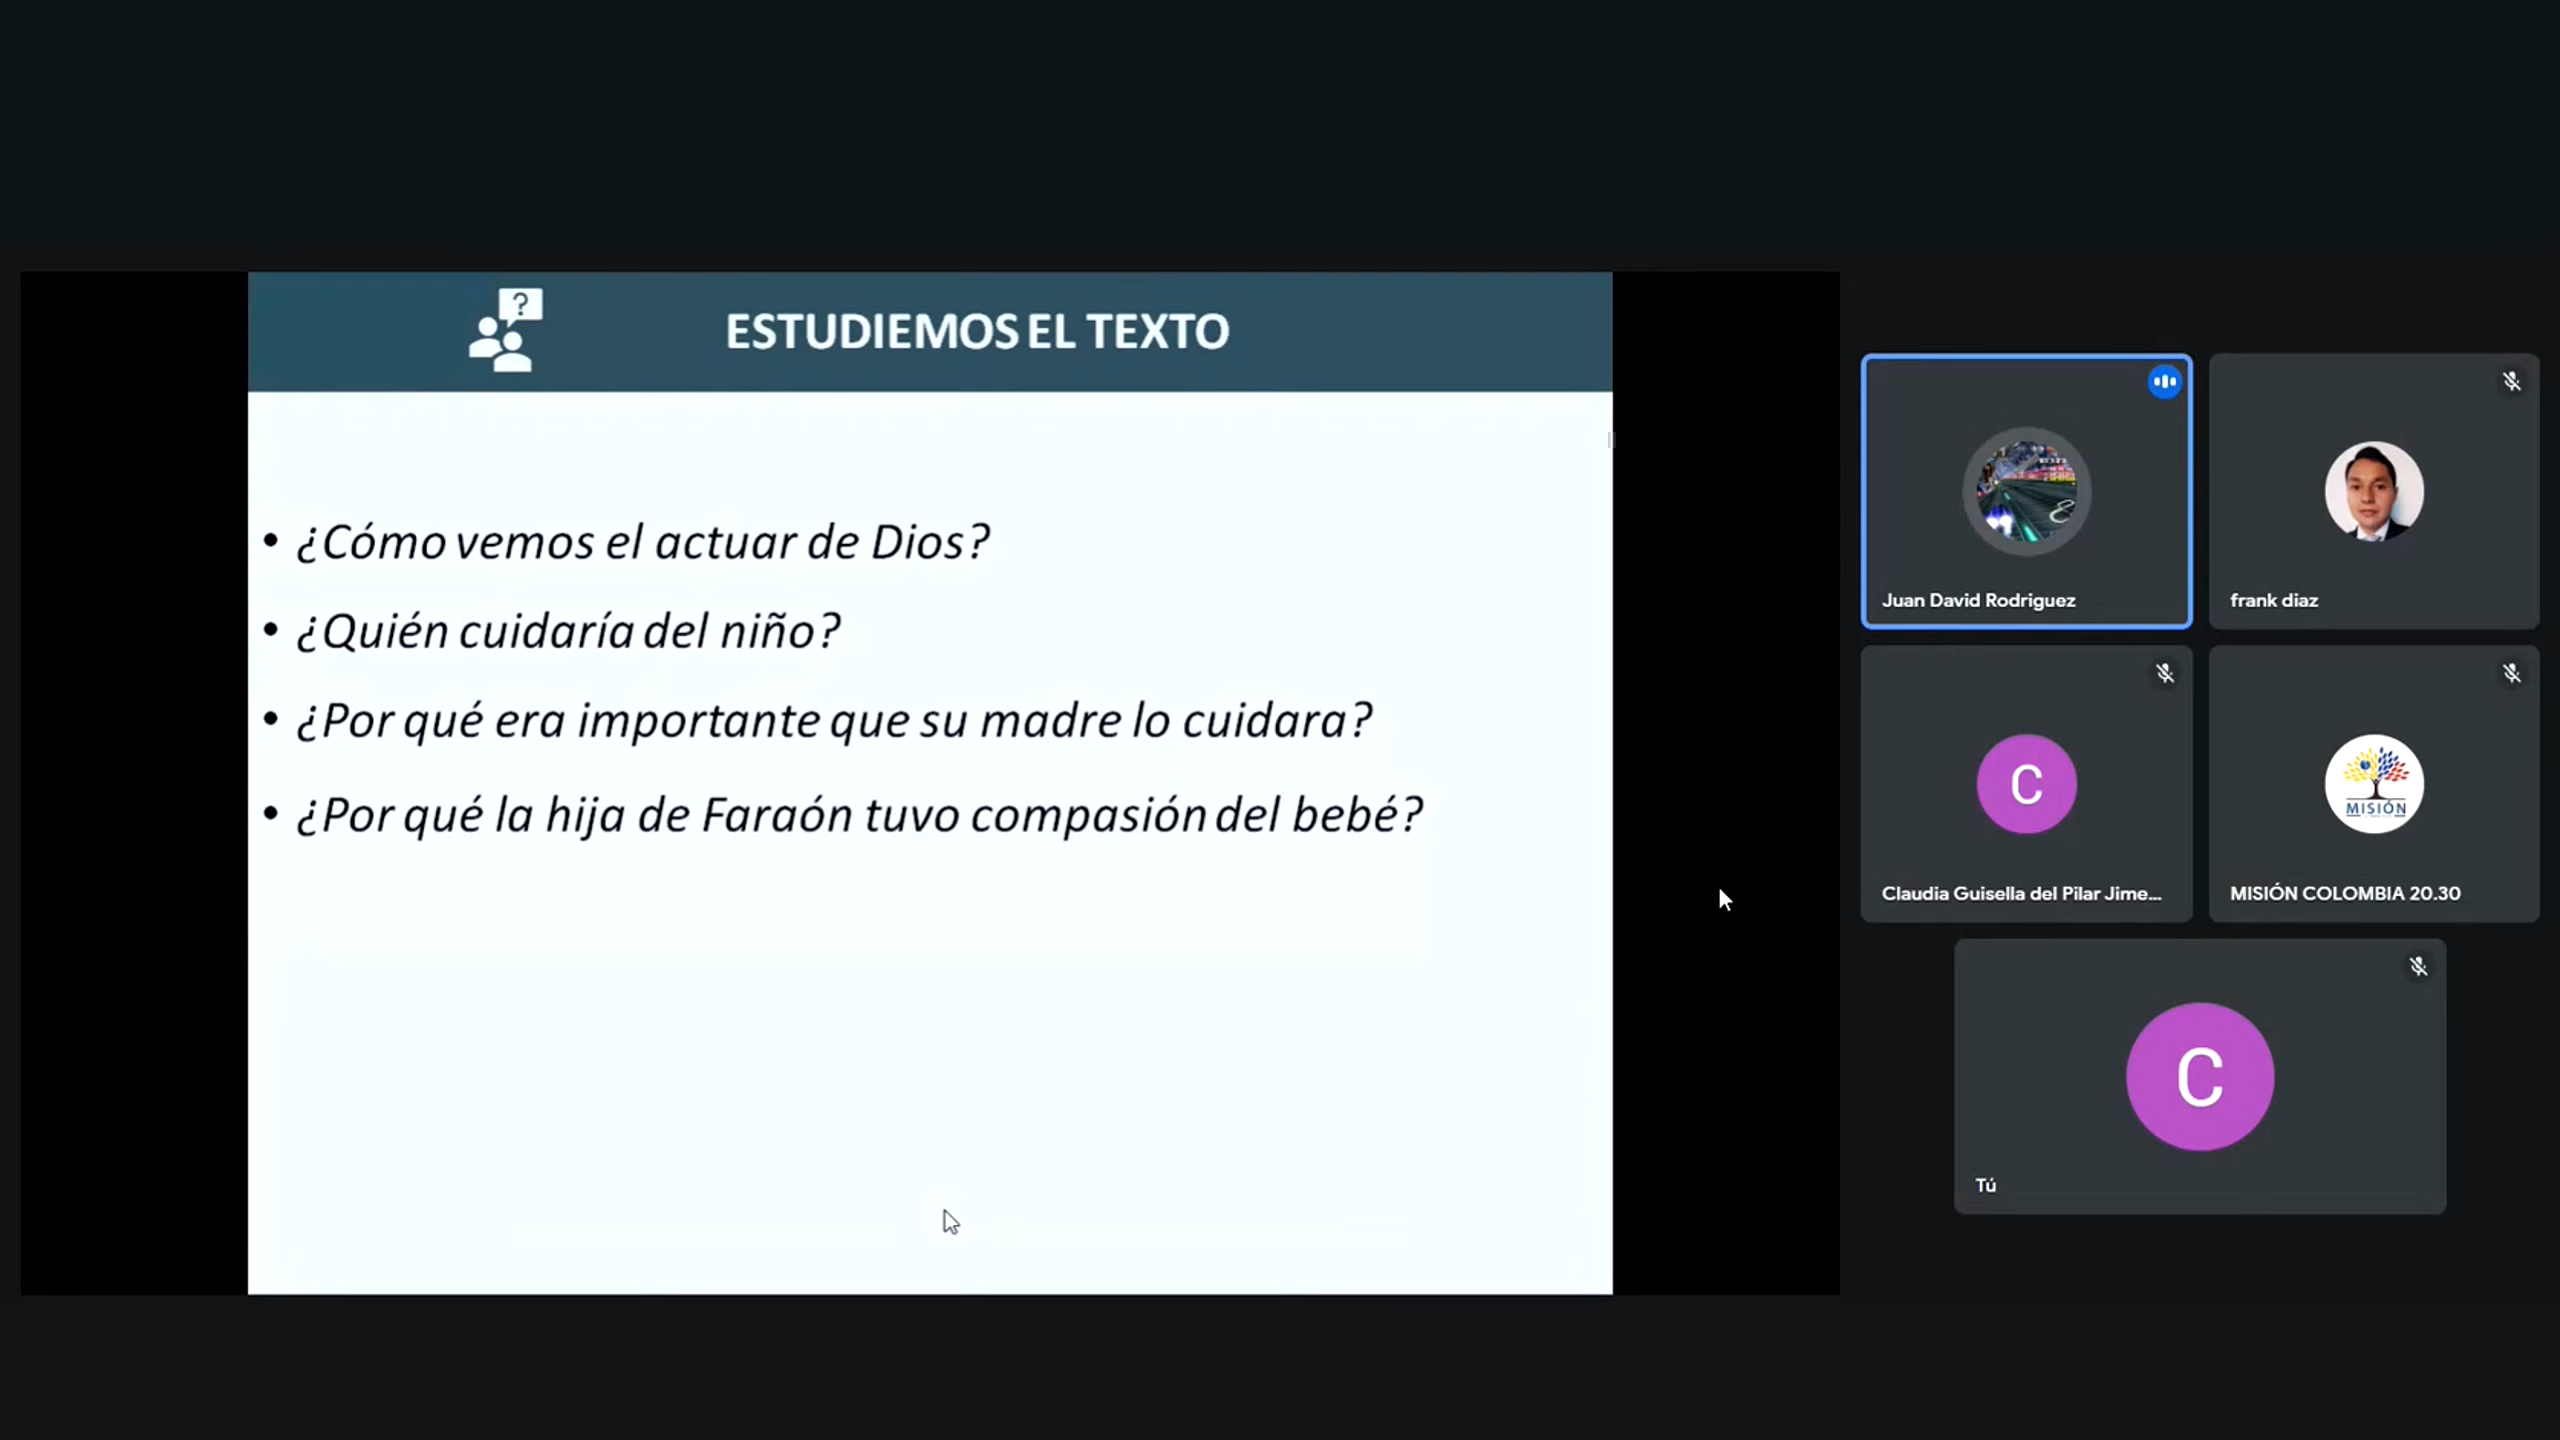 ?
ESTUDIEMOS EL TEXTO
• ¿Cómo vemos el actuar de Dios?
• ¿Quién cuidaría del niño?
• ¿Por qué era importante que su madre lo cuidara?
• ¿Por qué la hija de Faraón tuvo compasión del bebé?
Juan David Rodriguez
frank diaz
C
Claudia Guisella del Pilar Jime...
MISIÓN
MISIÓN COLOMBIA 20.30
C
Tú